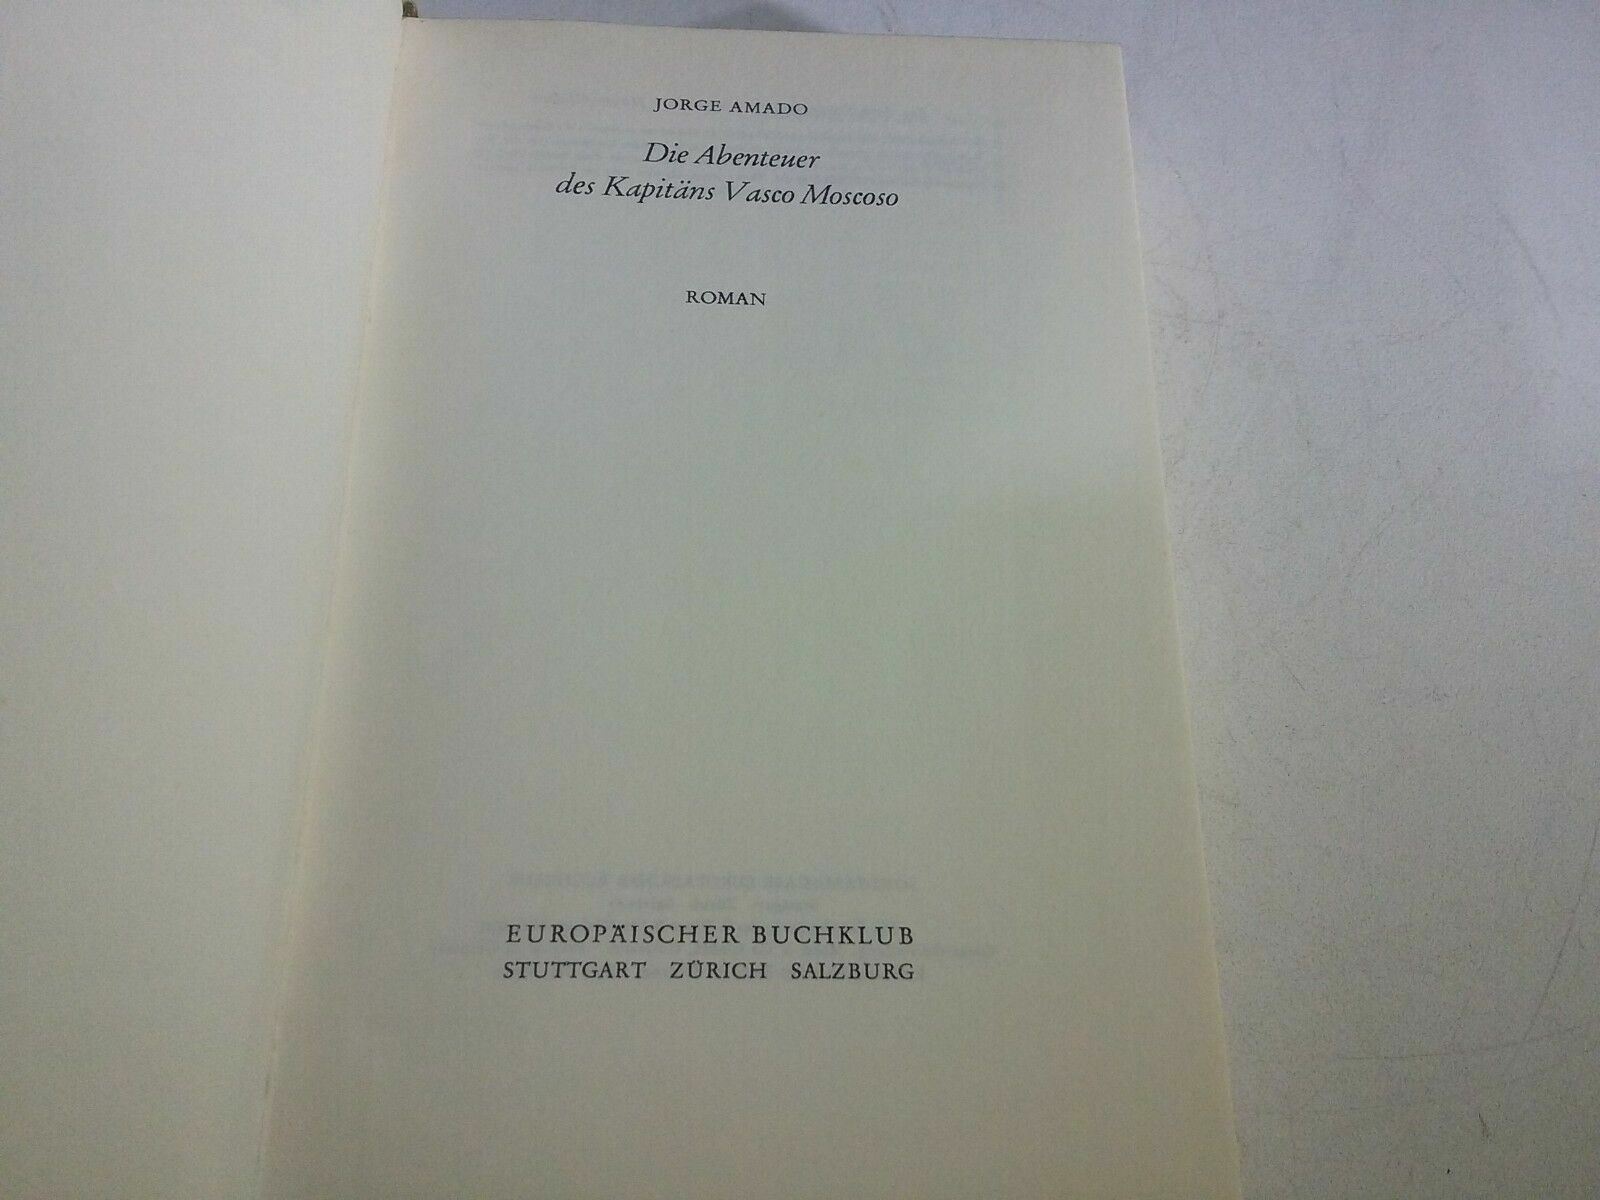 JORGE AMADO
Die Abenteuer
des Kapitäns Vasco Moscoso
ROMAN
EUROPÄISCHER BUCHKLUB
STUTTGART ZÜRICH SALZBURG